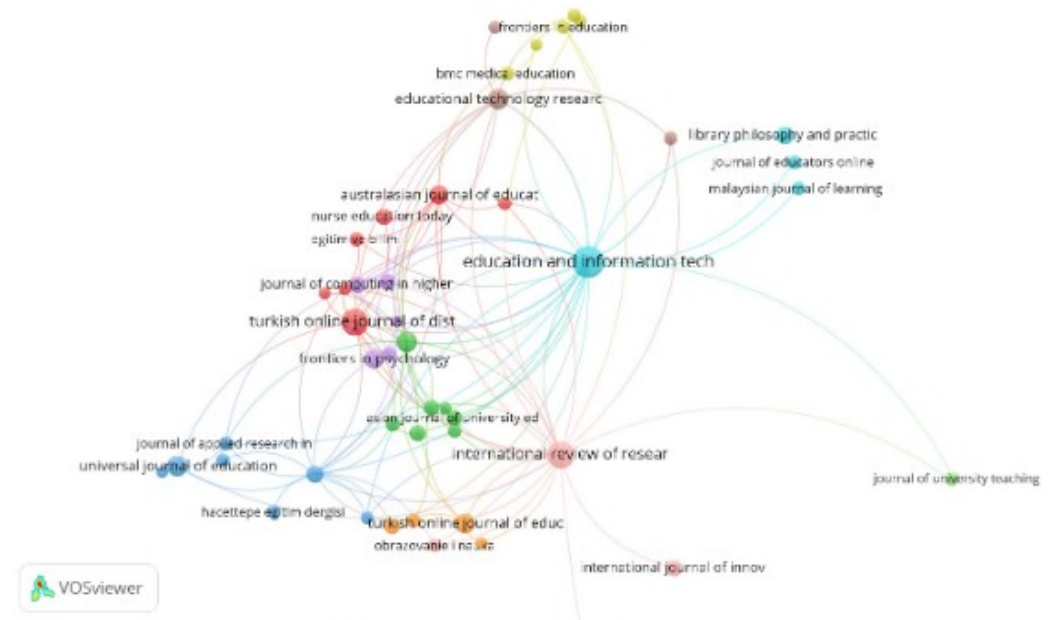 frontiers in education
bmc medical education
educational technology researc
library philosophy and practic
journal of educators online
malaysian journal of learning
australasian journal of educat
nurse education today
egitim ve bilim
education and information tech
journal of computing in higher
turkish online journal of dist
frontiers in psychology
asian journal of university ed
journal of applied research in
international review of resear
universal journal of education
journal of university teaching
hacettepe egitim dergisi
turkish online journal of educ
obrazovanie i nauka
international journal of innov
VOSviewer